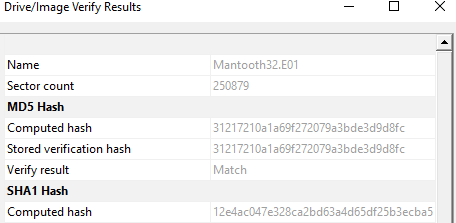 Drive/Image Verify Results
Name Mantooth32.E01
Sector count 250879
MD5 Hash
Computed hash 31217210a1a69f272079a3bde3d9d8fc
Stored verification hash 31217210a1a69f272079a3bde3d9d8fc
Verify result Match
SHA1 Hash
Computed hash 12e4ac047e328ca2bd63a4d65df25b3ecba5